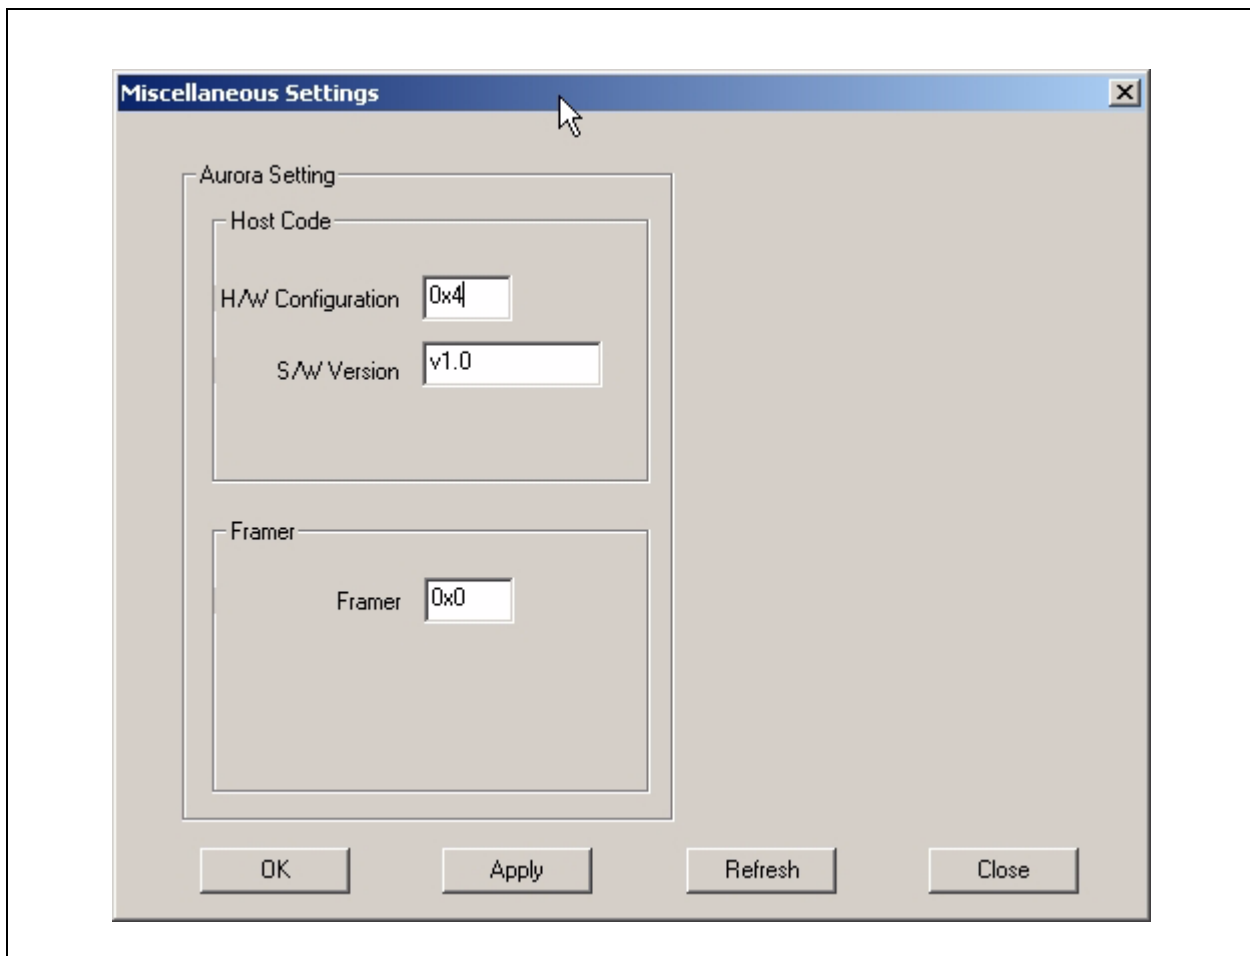 Miscellaneous Settings
Aurora Setting
Host Code
H/W Configuration 0x4
S/W Version v1.0
Framer
Framer 0x0
OK Apply Refresh Close